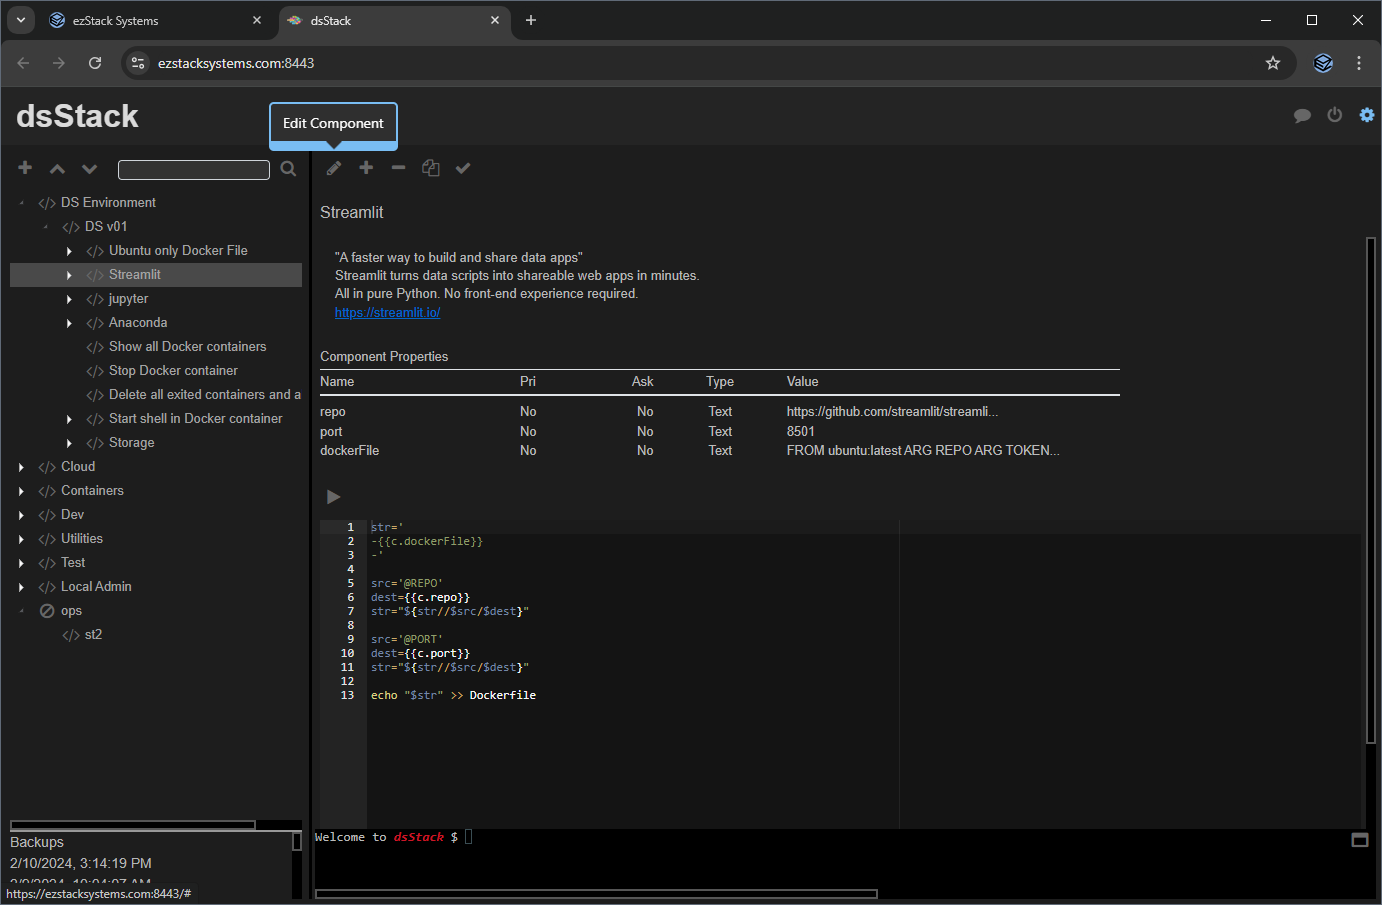 ezStack Systems
dsStack
ezstacksystems.com:8443
dsStack
Edit Component
DS Environment
DS v01
Ubuntu only Docker File
Streamlit
jupyter
Anaconda
Show all Docker containers
Stop Docker container
Delete all exited containers and a
Start shell in Docker container
Storage
Cloud
Containers
Dev
Utilities
Test
Local Admin
ops
st2
Backups
2/10/2024, 3:14:19 PM
https://ezstacksystems.com:8443/#
Streamlit
"A faster way to build and share data apps"
Streamlit turns data scripts into shareable web apps in minutes.
All in pure Python. No front-end experience required.
https://streamlit.io/
Component Properties
Name Pri Ask Type Value
repo No No Text https://github.com/streamlit/streamli...
port No No Text 8501
dockerFile No No Text FROM ubuntu:latest ARG REPO ARG TOKEN...
1 str='
2 -{{c.dockerFile}}
3 -'
4
5 src='@REPO'
6 dest={{c.repo}}
7 str="${str//$src/$dest}"
8
9 src='@PORT'
10 dest={{c.port}}
11 str="${str//$src/$dest}"
12
13 echo "$str" >> Dockerfile
Welcome to dsStack $